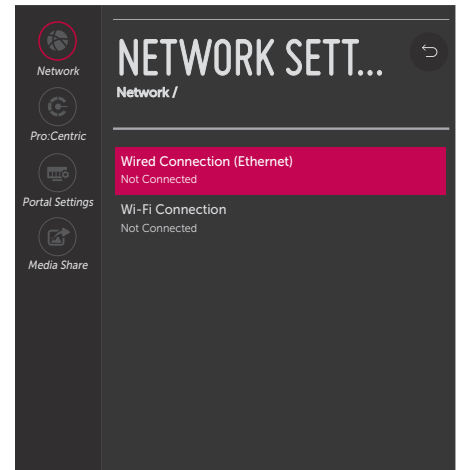 NETWORK SETT...
Network /
Network
Pro:Centric
Portal Settings
Media Share
Wired Connection (Ethernet)
Not Connected
Wi-Fi Connection
Not Connected